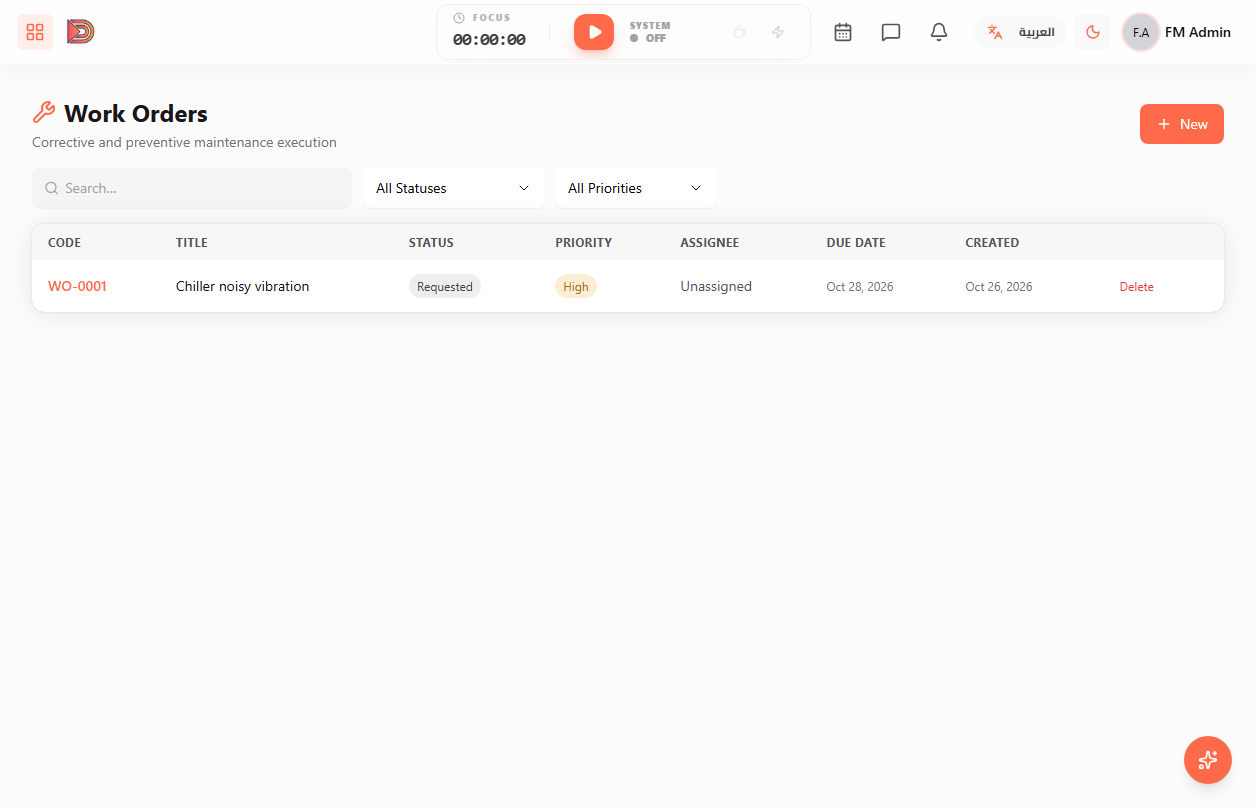 FOCUS
00:00:00
SYSTEM
OFF
العربية
F.A
FM Admin
Work Orders
Corrective and preventive maintenance execution
New
Search...
All Statuses
All Priorities
CODE TITLE STATUS PRIORITY ASSIGNEE DUE DATE CREATED
WO-0001 Chiller noisy vibration Requested High Unassigned Oct 28, 2026 Oct 26, 2026 Delete